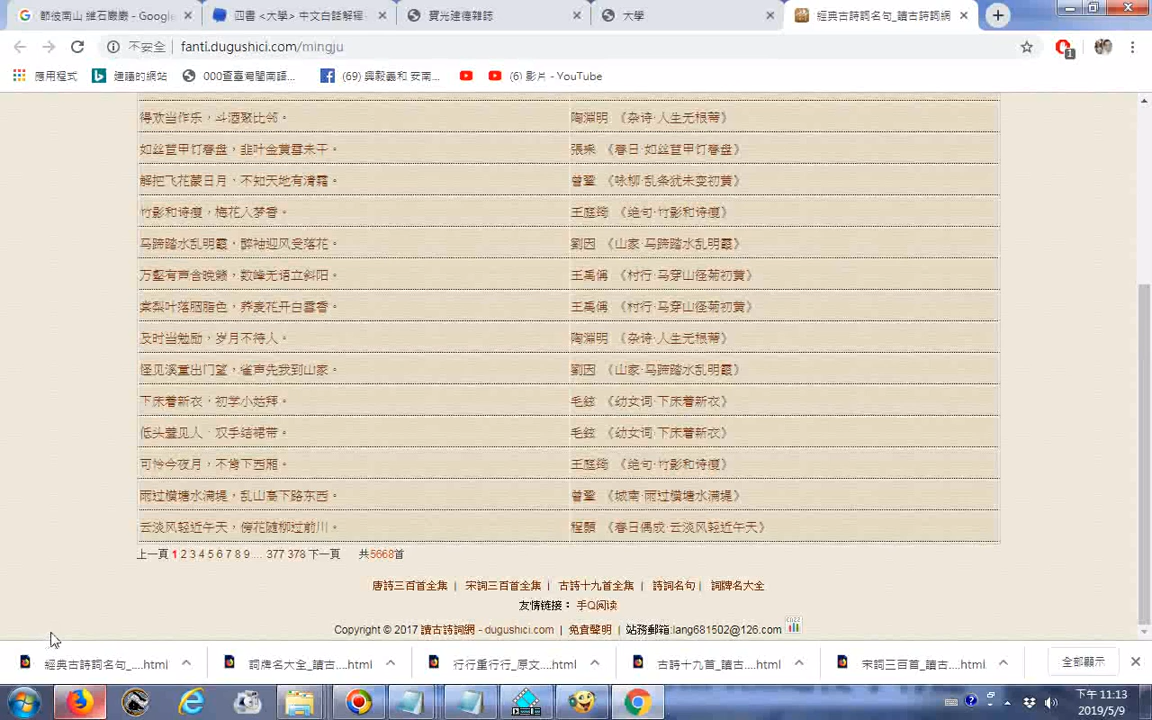 節彼南山 維石巖巖 - Googl
四書 <大學> 中文白話解釋
寶光建德雜誌
大學
經典古詩詞名句_讀古詩詞網
不安全 fanti.dugushici.com/mingju
應用程式
建議的網站
000查臺灣閩南語...
(69) 興毅義和 安南...
(6) 影片 - YouTube
得欢当作乐，斗酒聚比邻。 陶淵明 《杂诗·人生无根蒂》
如丝苣甲饤春盘，韭叶金黄雪未干。 張耒 《春日·如丝苣甲饤春盘》
解把飞花蒙日月，不知天地有清霜。 曾鞏 《咏柳·乱条犹未变初黄》
竹影和诗瘦，梅花入梦香。 王庭筠 《绝句·竹影和诗瘦》
马蹄踏水乱明霞，醉袖迎风受落花。 劉因 《山家·马蹄踏水乱明霞》
万壑有声含晚籁，数峰无语立斜阳。 王禹偁 《村行·马穿山径菊初黄》
棠梨叶落胭脂色，荞麦花开白雪香。 王禹偁 《村行·马穿山径菊初黄》
及时当勉励，岁月不待人。 陶淵明 《杂诗·人生无根蒂》
怪见溪童出门望，雀声先我到山家。 劉因 《山家·马蹄踏水乱明霞》
下床着新衣，初学小姑拜。 毛鉉 《幼女词·下床着新衣》
低头羞见人，双手结裙带。 毛鉉 《幼女词·下床着新衣》
可怜今夜月，不肯下西厢。 王庭筠 《绝句·竹影和诗瘦》
雨过横塘水满堤，乱山高下路东西。 曾鞏 《城南·雨过横塘水满堤》
云淡风轻近午天，傍花随柳过前川。 程顥 《春日偶成·云淡风轻近午天》
上一頁 1 2 3 4 5 6 7 8 9 ... 377 378 下一頁 共5668首
唐詩三百首全集 | 宋詞三百首全集 | 古詩十九首全集 | 詩詞名句 | 詞牌名大全
友情链接： 手Q阅读
Copyright © 2017 讀古詩詞網 - dugushici.com | 免責聲明 | 站務郵箱:lang681502@126.com
經典古詩詞名句_....html
詞牌名大全_讀古....html
行行重行行_原文....html
古詩十九首_讀古....html
宋詞三百首_讀古....html
全部顯示
下午 11:13
2019/5/9